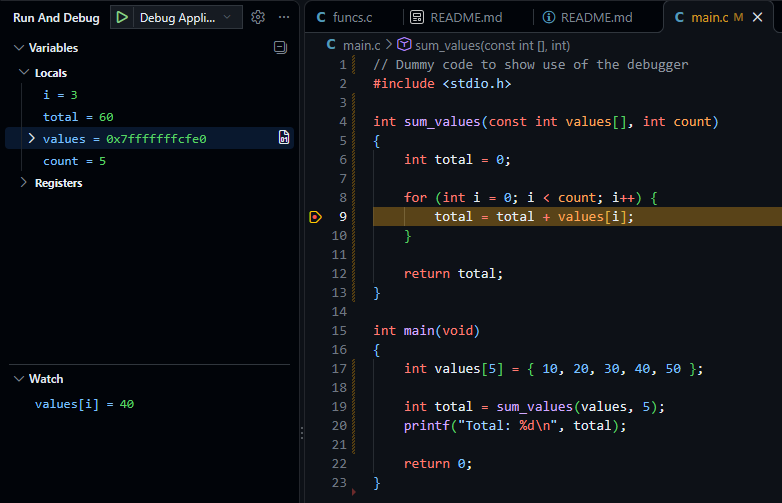 Run And Debug
Debug Appli...
Variables
Locals
i = 3
total = 60
values = 0x7fffffffcfe0
count = 5
Registers
Watch
values[i] = 40
C funcs.c
README.md
README.md
C main.c M
C main.c > sum_values(const int [], int)
1 // Dummy code to show use of the debugger
2 #include <stdio.h>
3
4 int sum_values(const int values[], int count)
5 {
6     int total = 0;
7
8     for (int i = 0; i < count; i++) {
9         total = total + values[i];
10     }
11
12     return total;
13 }
14
15 int main(void)
16 {
17     int values[5] = { 10, 20, 30, 40, 50 };
18
19     int total = sum_values(values, 5);
20     printf("Total: %d\n", total);
21
22     return 0;
23 }